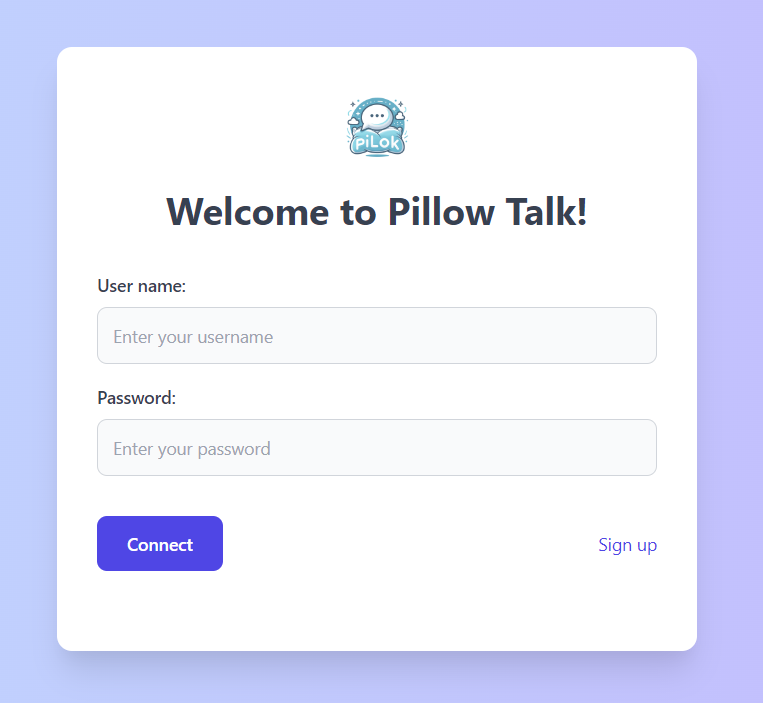 PiLok
Welcome to Pillow Talk!
User name:
Enter your username
Password:
Enter your password
Connect
Sign up